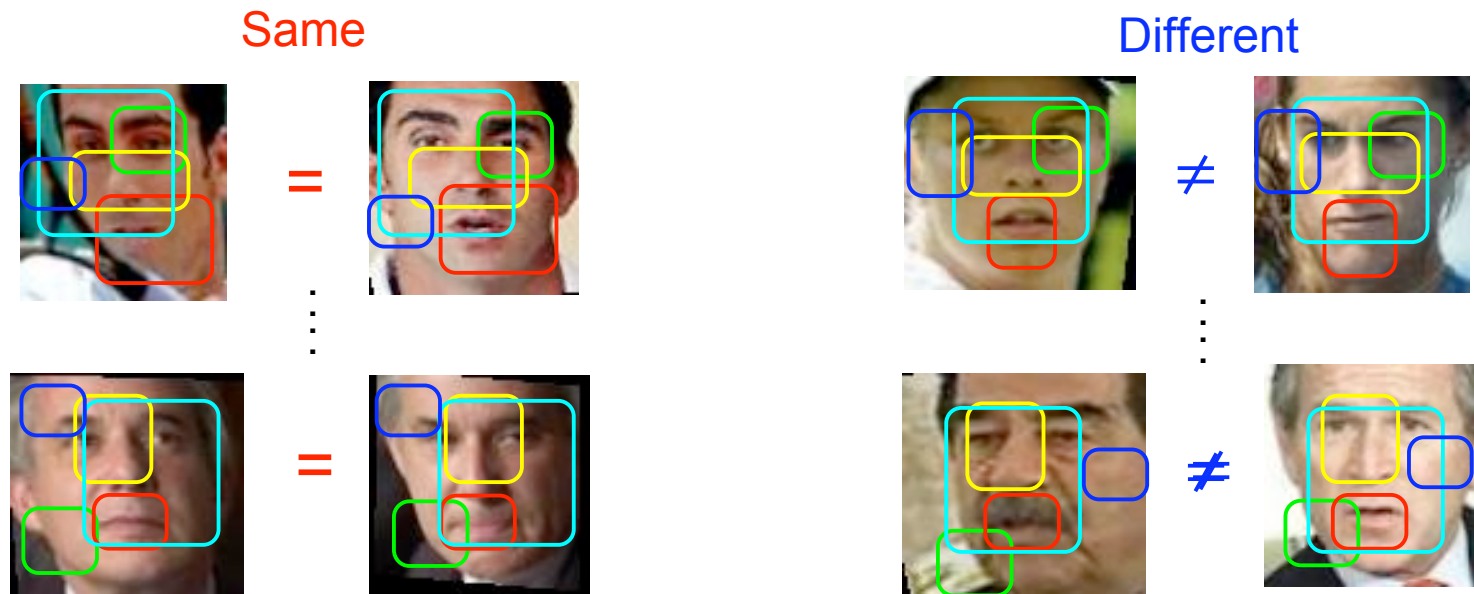 Same
Different
=
≠
=
≠